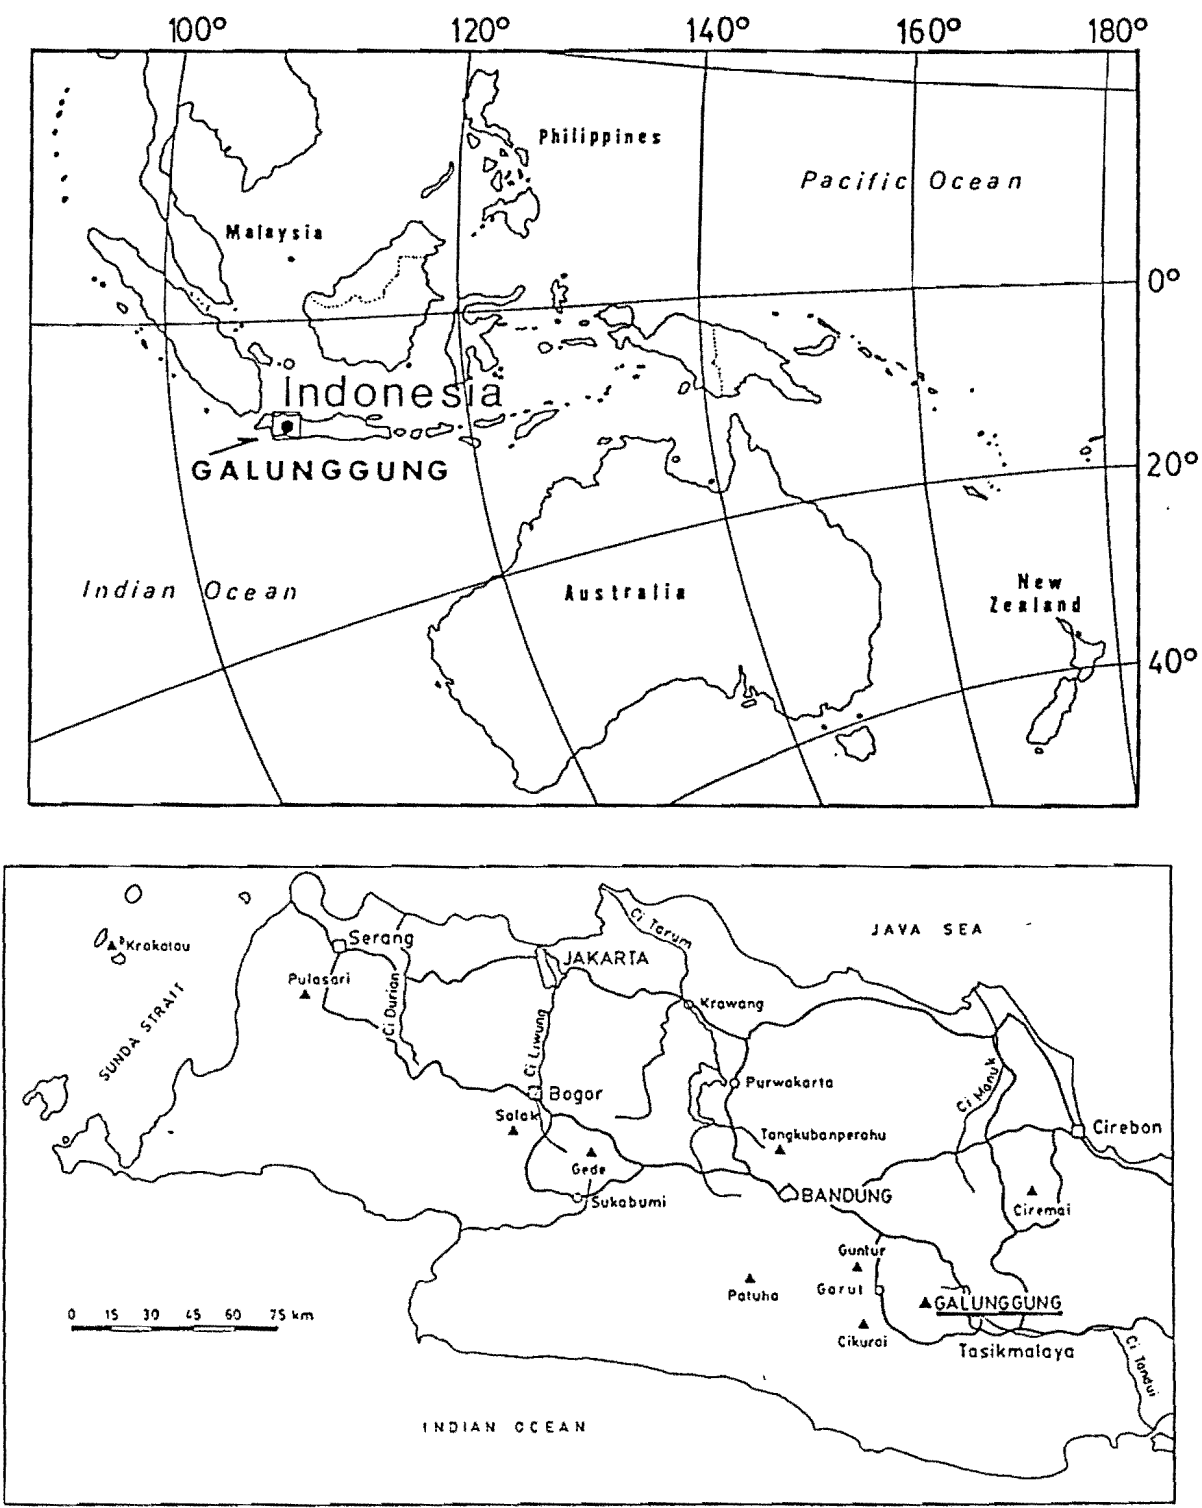 100° 120° 140° 160° 180°
Philippines
Pacific Ocean
Malaysia
0°
Indonesia
GALUNGGUNG
20°
Indian Ocean
Australia
New
Zealand
40°
JAVA SEA
Ci Tarum
Serang
Krakatau
JAKARTA
Pulasari
Ci Durian
Krawang
SUNDA STRAIT
Ci Liwung
Ci Manuk
Purwakarta
Bogor
Salak
Cirebon
Tangkubanperahu
Gede
BANDUNG
Sukabumi
Ciremai
Guntur
Patuha
Garut
GALUNGGUNG
0 15 30 45 60 75 km
Cikurai
Tasikmalaya
Ci Tandui
INDIAN OCEAN